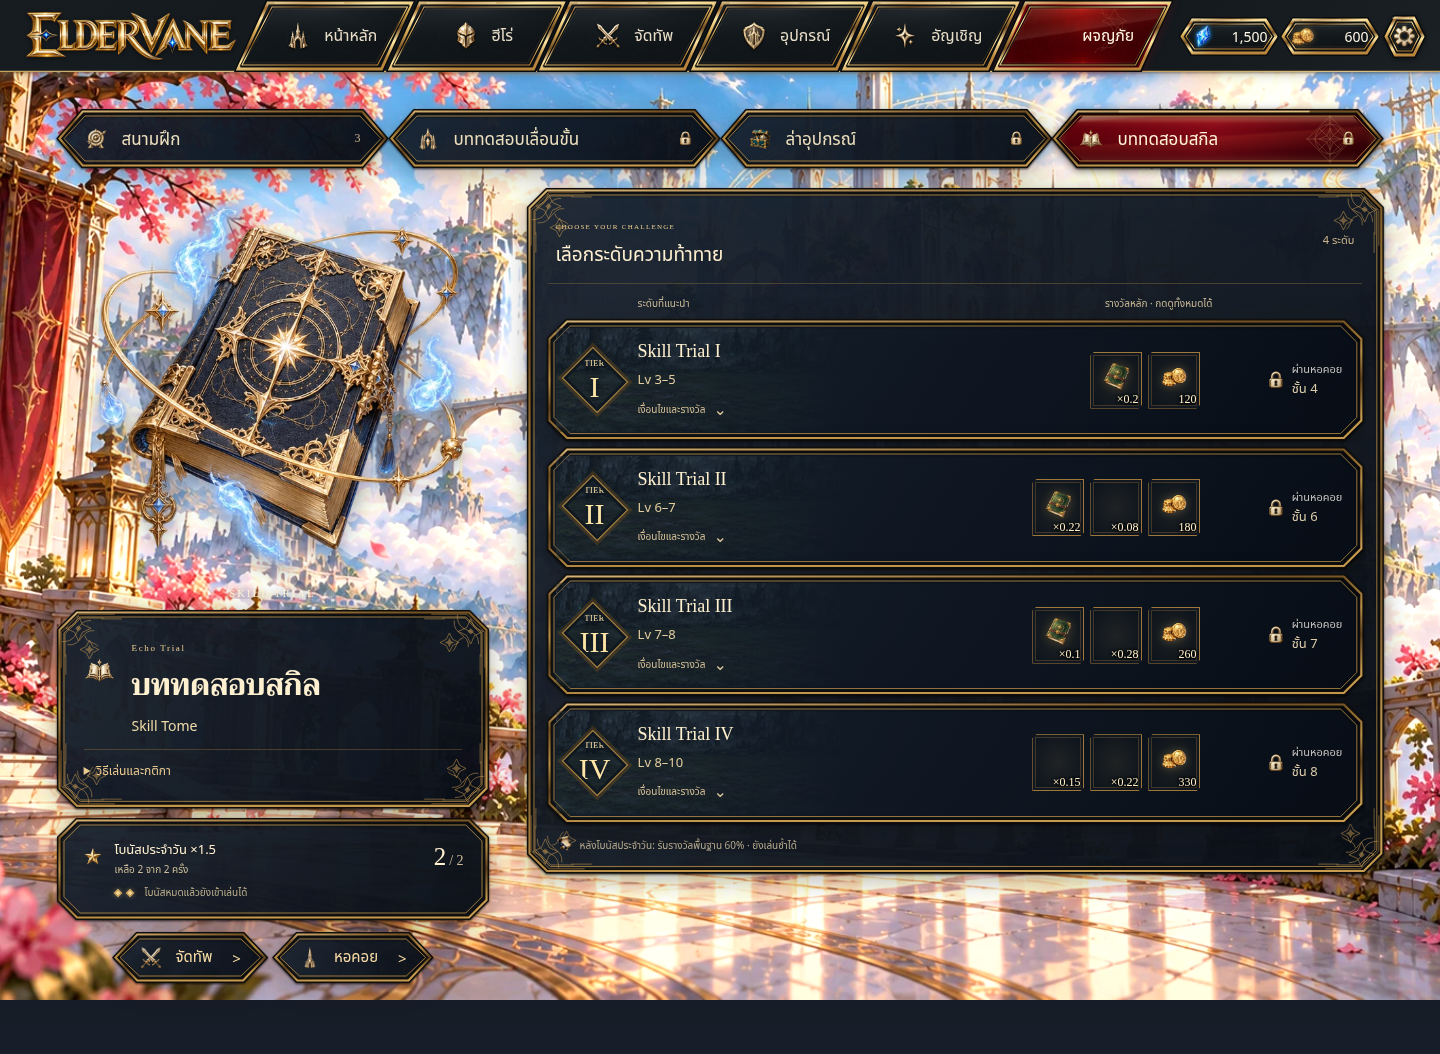 ELDERVANE
หน้าหลัก
ฮีโร่
จัดทัพ
อุปกรณ์
อัญเชิญ
ผจญภัย
1,500
600
สนามฝึก
3
บททดสอบเลื่อนขั้น
ล่าอุปกรณ์
บททดสอบสกิล
CHOOSE YOUR CHALLENGE
เลือกระดับความท้าทาย
4 ระดับ
ระดับที่แนะนำ
รางวัลหลัก · กดดูทั้งหมดได้
TIER
I
Skill Trial I
Lv 3–5
เงื่อนไขและรางวัล
×0.2
120
ผ่านหอคอย
ชั้น 4
TIER
II
Skill Trial II
Lv 6–7
เงื่อนไขและรางวัล
×0.22
×0.08
180
ผ่านหอคอย
ชั้น 6
TIER
III
Skill Trial III
Lv 7–8
เงื่อนไขและรางวัล
×0.1
×0.28
260
ผ่านหอคอย
ชั้น 7
TIER
IV
Skill Trial IV
Lv 8–10
เงื่อนไขและรางวัล
×0.15
×0.22
330
ผ่านหอคอย
ชั้น 8
หลังโบนัสประจำวัน: รับรางวัลพื้นฐาน 60% · ยังเล่นซ้ำได้
SKILL TRIAL
Echo Trial
บททดสอบสกิล
Skill Tome
วิธีเล่นและกติกา
โบนัสประจำวัน ×1.5
เหลือ 2 จาก 2 ครั้ง
โบนัสหมดแล้วยังเข้าเล่นได้
2 / 2
จัดทัพ >
หอคอย >